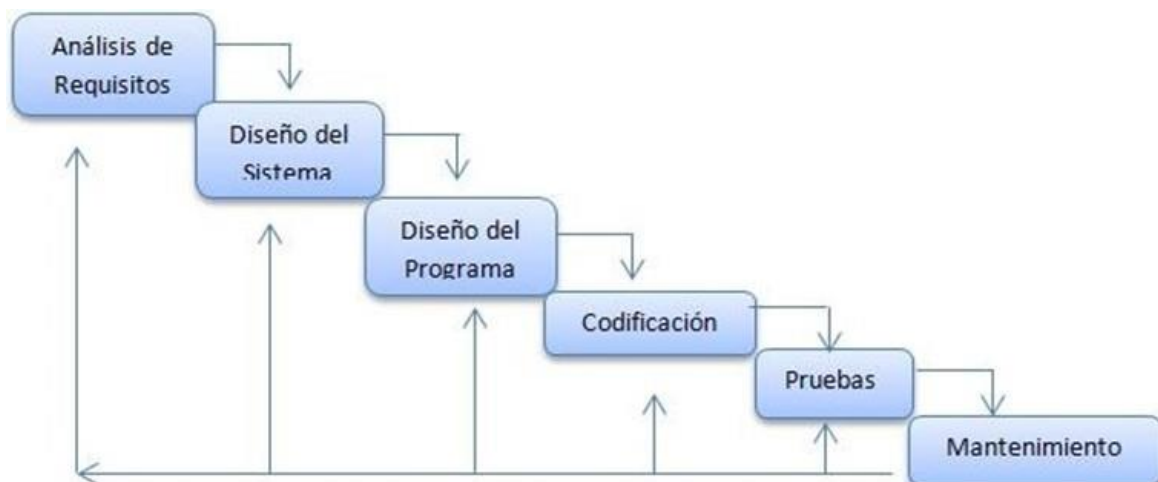 Análisis de
Requisitos
Diseño del
Sistema
Diseño del
Programa
Codificación
Pruebas
Mantenimiento